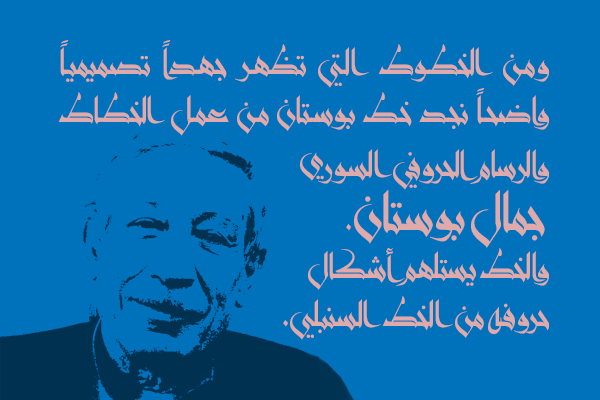 ومن الخطوط التي تظهر جهداً تصميمياً
واضحاً نجد خط بوستان من عمل الخطاط
والرسام الحروفي السوري
جمال بوستان.
والخط يستلهم أشكال
حروفه من الخط السنبلي.